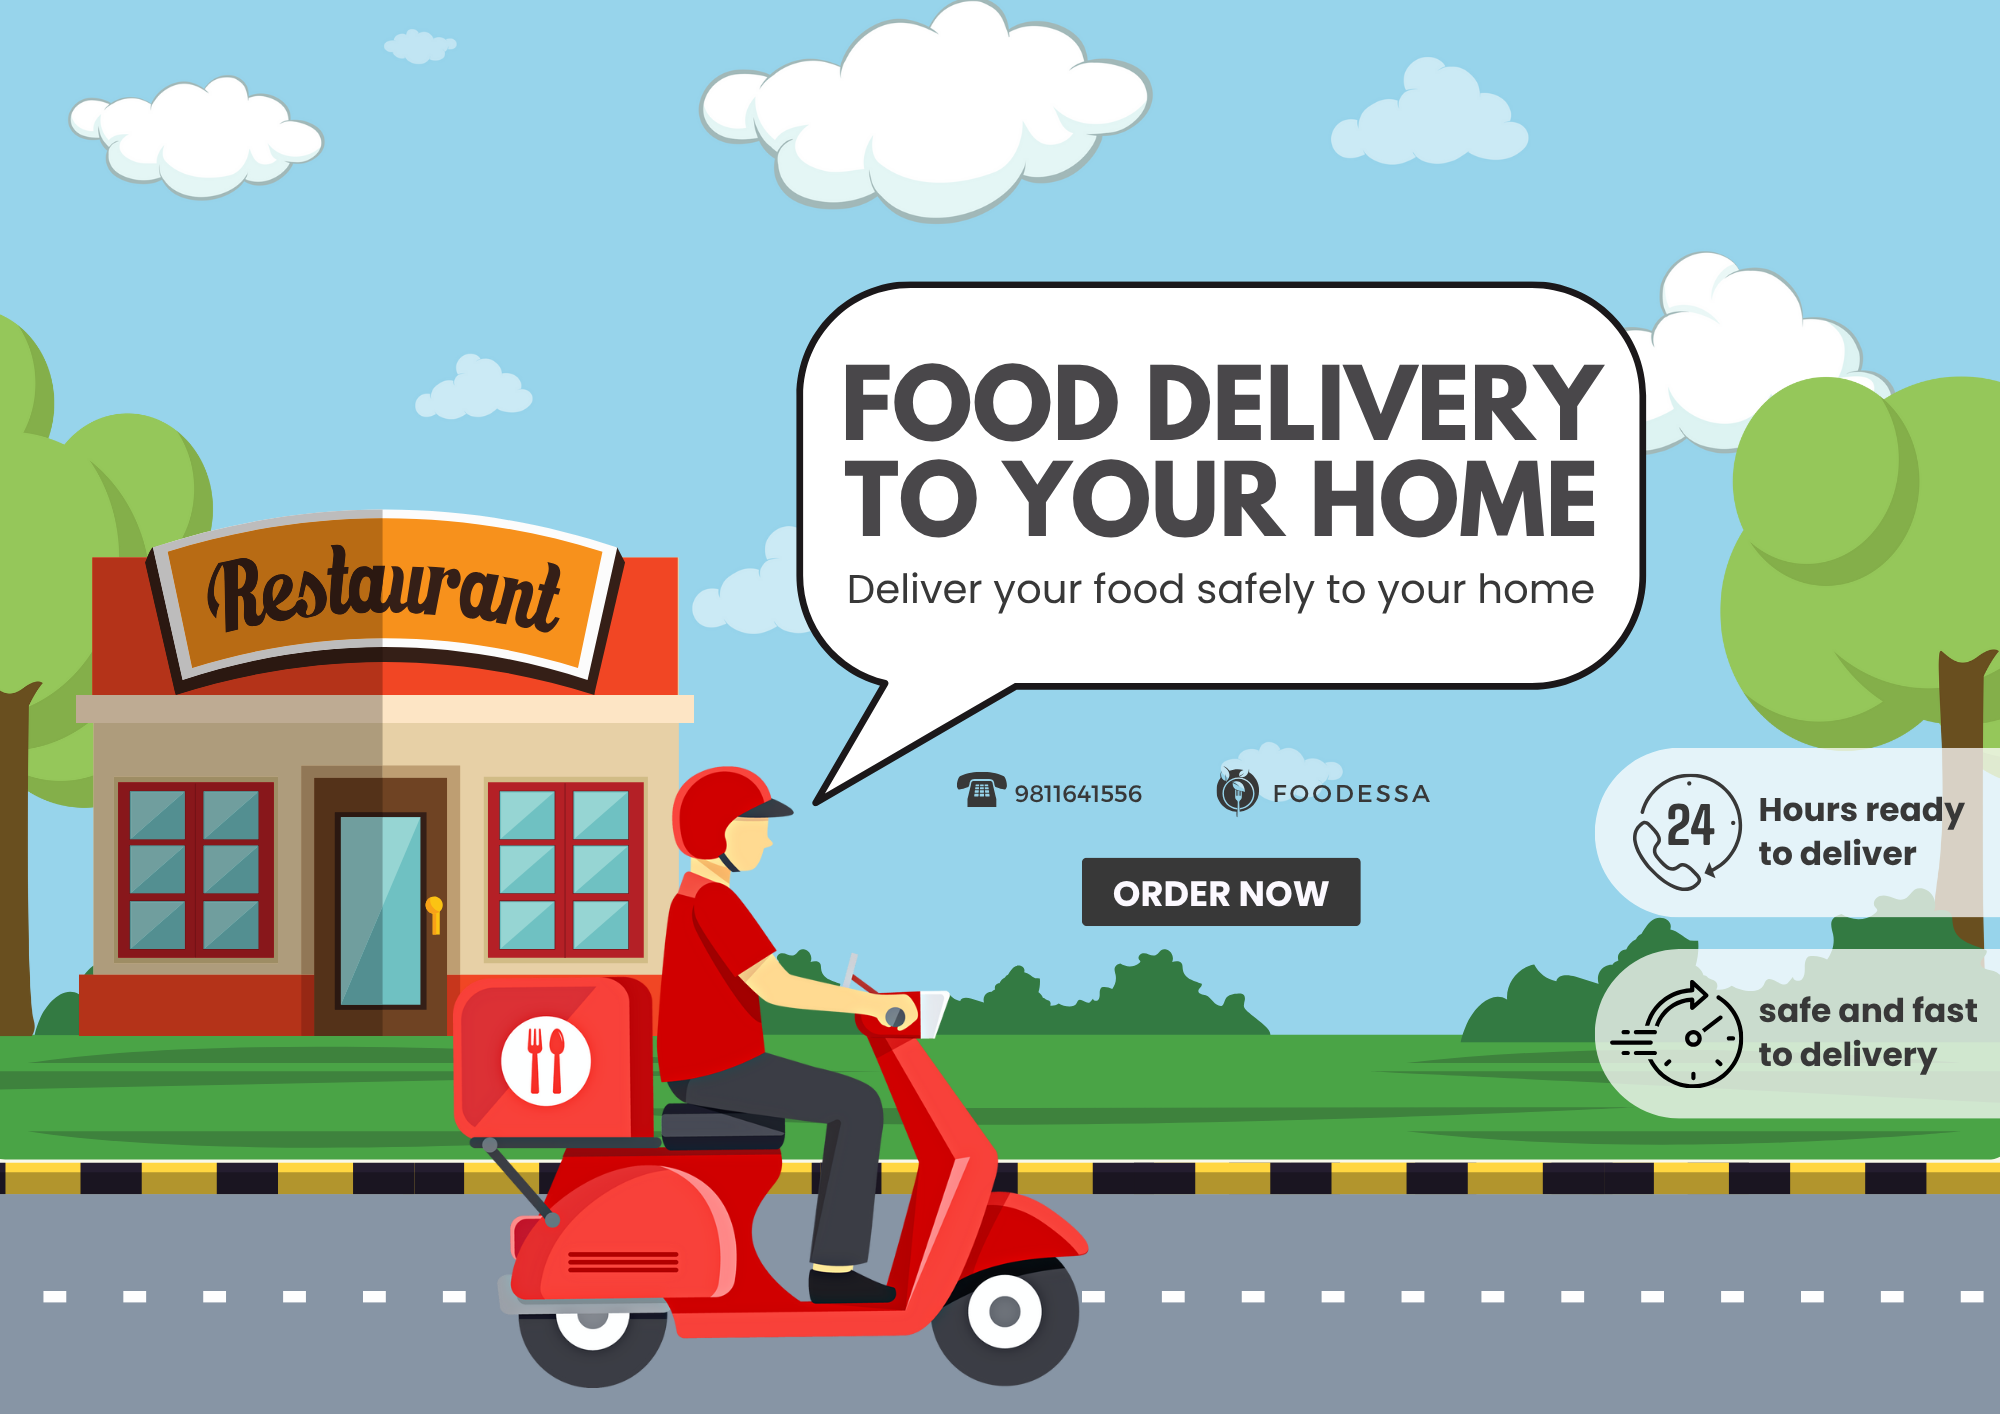 FOOD DELIVERY
TO YOUR HOME
Deliver your food safely to your home
Restaurant
9811641556
FOODESSA
ORDER NOW
24
Hours ready
to deliver
safe and fast
to delivery